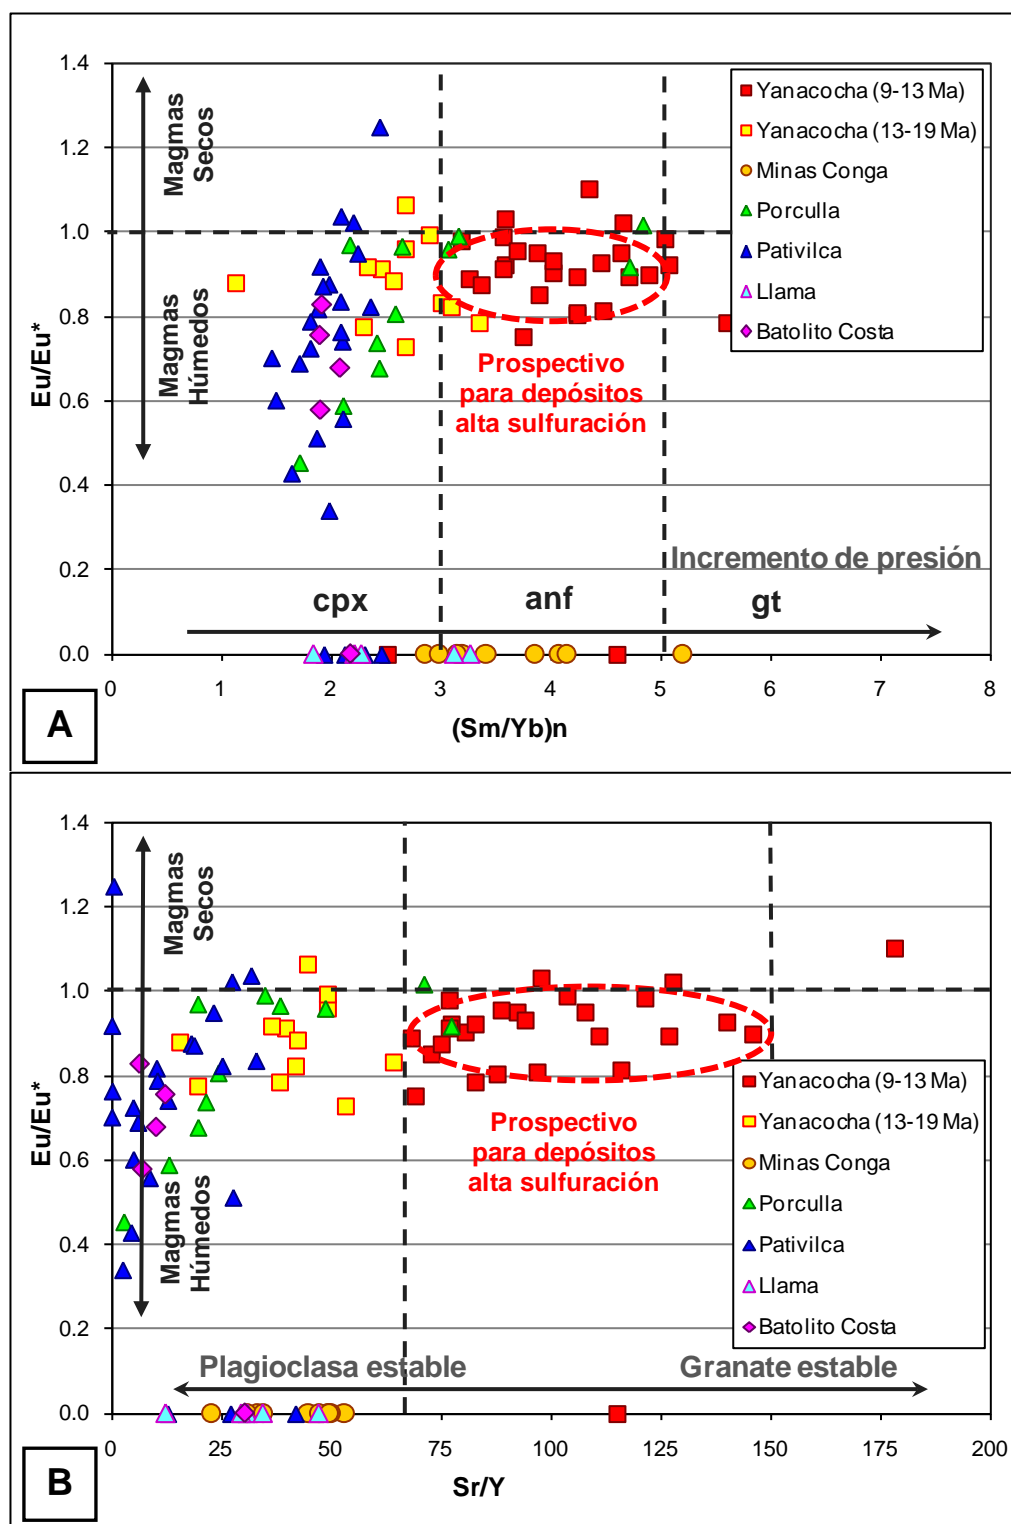 1.4
1.2
1.0
0.8
0.6
0.4
0.2
0.0
Eu/Eu*
Magmas
Secos
Magmas
Húmedos
Yanacocha (9-13 Ma)
Yanacocha (13-19 Ma)
Minas Conga
Porculla
Pativilca
Llama
Batolito Costa
Prospectivo
para depósitos
alta sulfuración
Incremento de presión
cpx
anf
gt
0
1
2
3
4
5
6
7
8
(Sm/Yb)n
A
1.4
1.2
1.0
0.8
0.6
0.4
0.2
0.0
Eu/Eu*
Magmas
Secos
Magmas
Húmedos
Prospectivo
para depósitos
alta sulfuración
Yanacocha (9-13 Ma)
Yanacocha (13-19 Ma)
Minas Conga
Porculla
Pativilca
Llama
Batolito Costa
Plagioclasa estable
Granate estable
0
25
50
75
100
125
150
175
200
Sr/Y
B